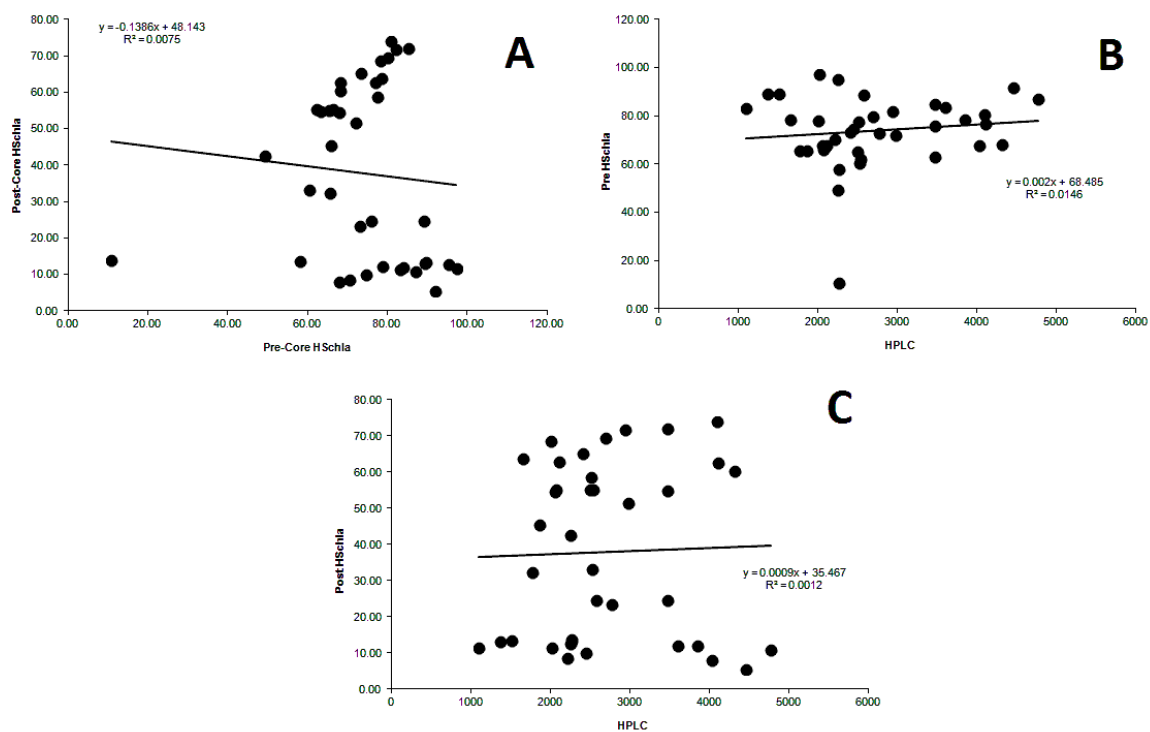 y = -0.1386x + 48.143
R² = 0.0075
A
80.00
70.00
60.00
50.00
40.00
30.00
20.00
10.00
0.00
Post-Core HSchla
0.00 20.00 40.00 60.00 80.00 100.00 120.00
Pre-Core HSchla
B
120.00
100.00
80.00
60.00
40.00
20.00
0.00
Pre HSchla
y = 0.002x + 68.485
R² = 0.0146
0 1000 2000 3000 4000 5000 6000
HPLC
C
80.00
70.00
60.00
50.00
40.00
30.00
20.00
10.00
0.00
Post HSchla
y = 0.0009x + 35.467
R² = 0.0012
0 1000 2000 3000 4000 5000 6000
HPLC